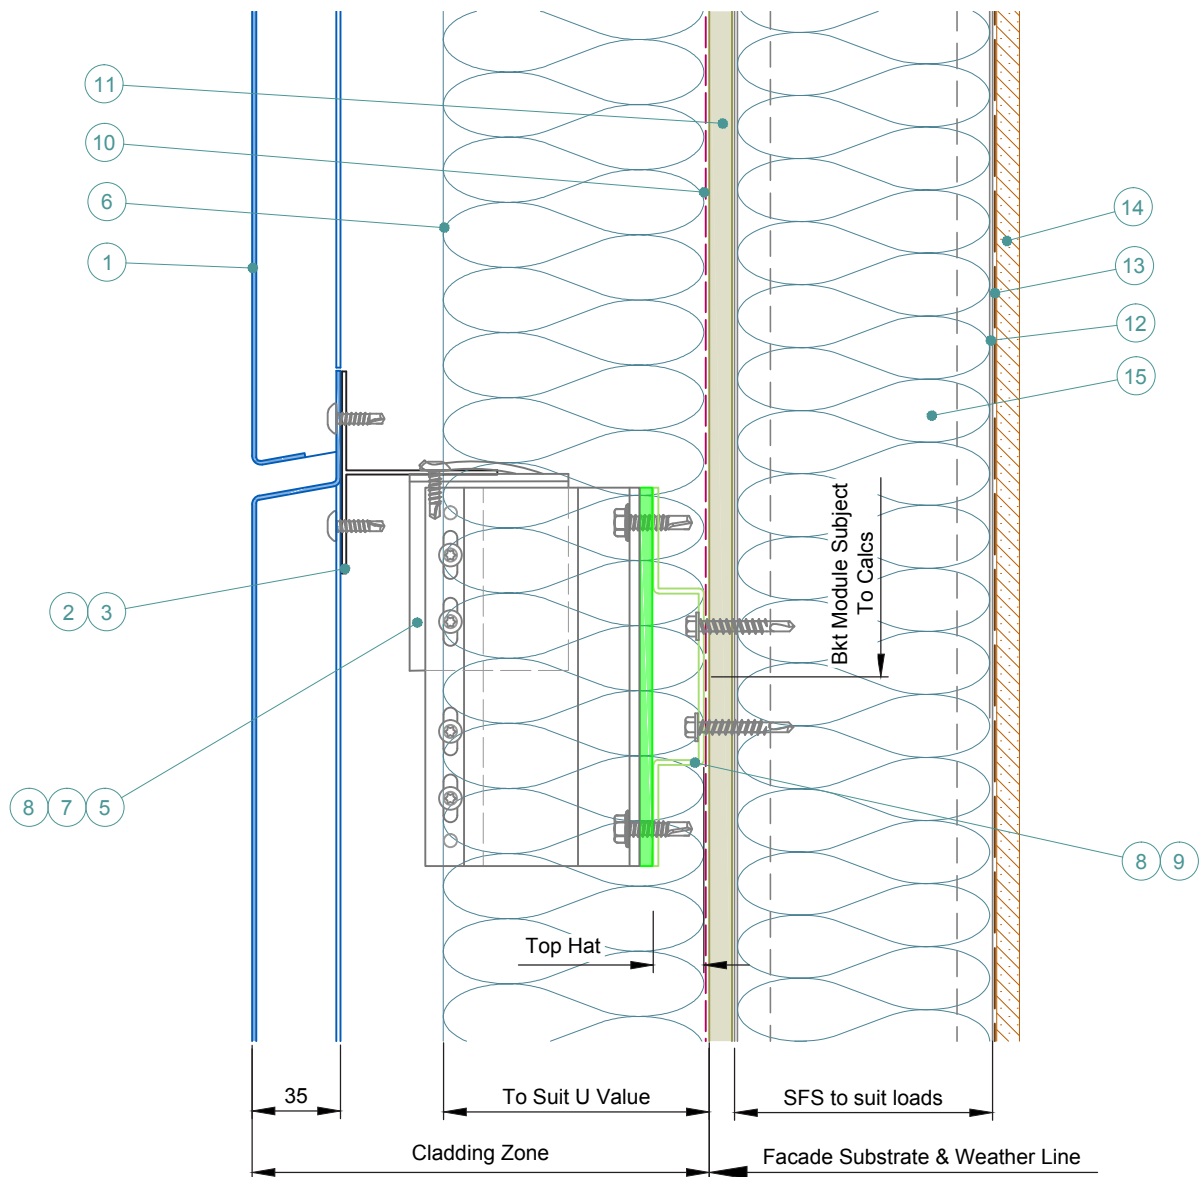 11
10
6
1
14
13
12
15
2 3
Bkt Module Subject
To Calcs
8 7 5
8 9
Top Hat
35
To Suit U Value
SFS to suit loads
Cladding Zone
Facade Substrate & Weather Line